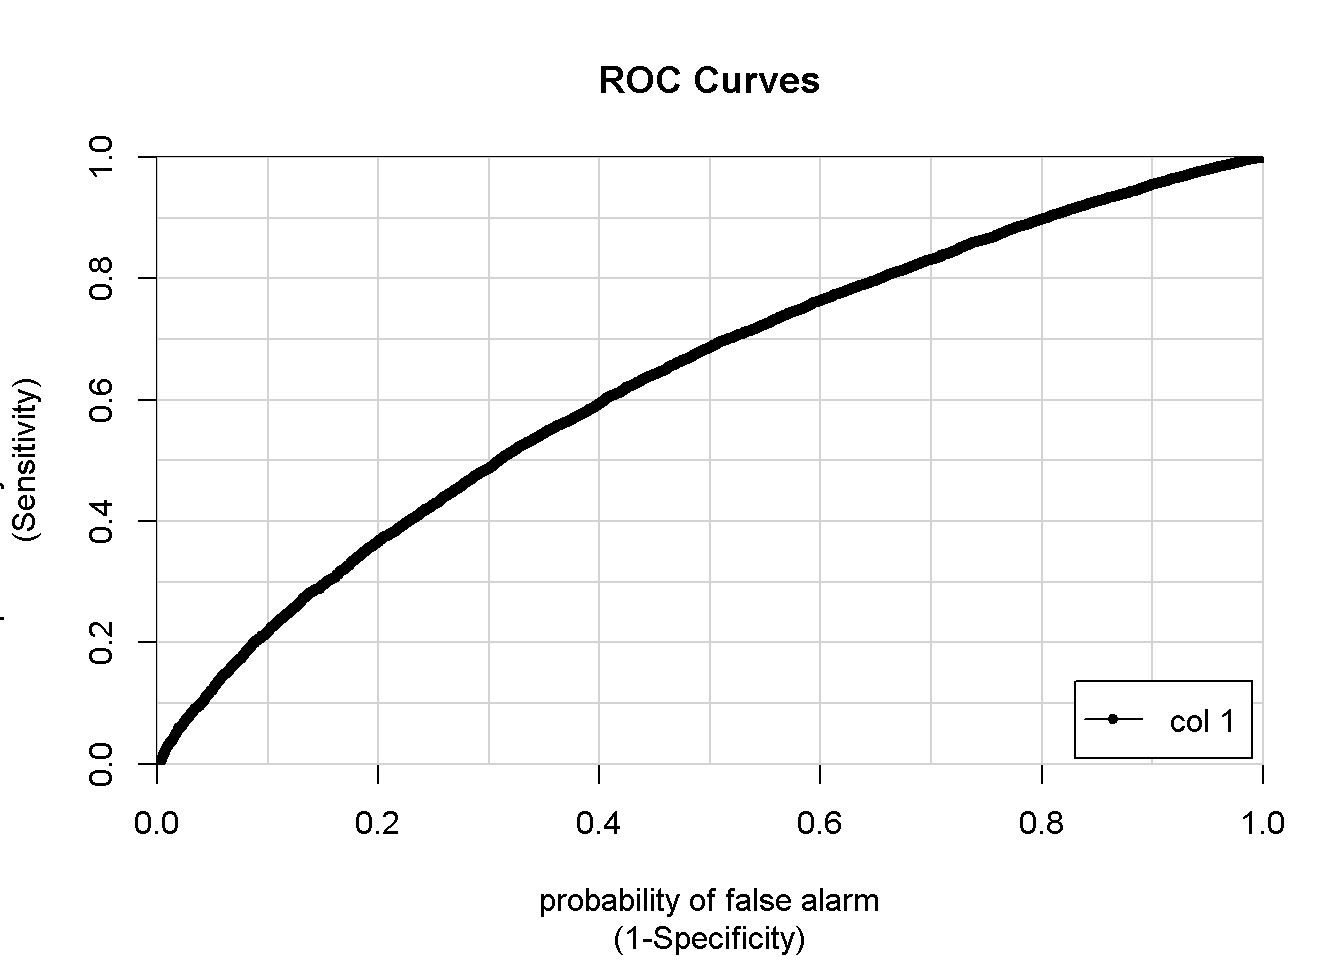 ROC Curves
1.0
0.8
0.6
0.4
0.2
0.0
(Sensitivity)
col 1
0.0 0.2 0.4 0.6 0.8 1.0
probability of false alarm
(1-Specificity)